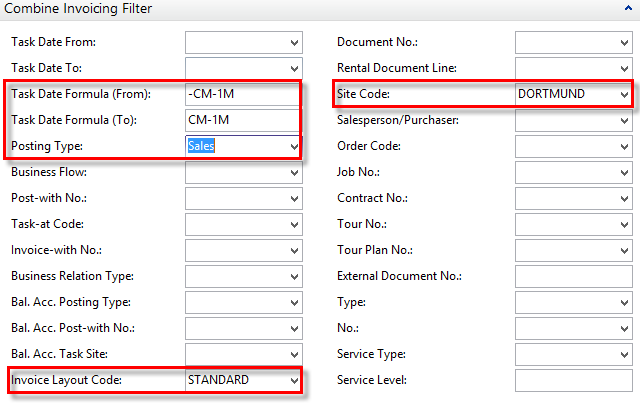 Combine Invoicing Filter
Task Date From:
Task Date To:
Task Date Formula (From): -CM-1M
Task Date Formula (To): CM-1M
Posting Type: Sales
Business Flow:
Post-with No.:
Task-at Code:
Invoice-with No.:
Business Relation Type:
Bal. Acc. Posting Type:
Bal. Acc. Post-with No.:
Bal. Acc. Task Site:
Invoice Layout Code: STANDARD
Document No.:
Rental Document Line:
Site Code: DORTMUND
Salesperson/Purchaser:
Order Code:
Job No.:
Contract No.:
Tour No.:
Tour Plan No.:
External Document No.:
Type:
No.:
Service Type:
Service Level: